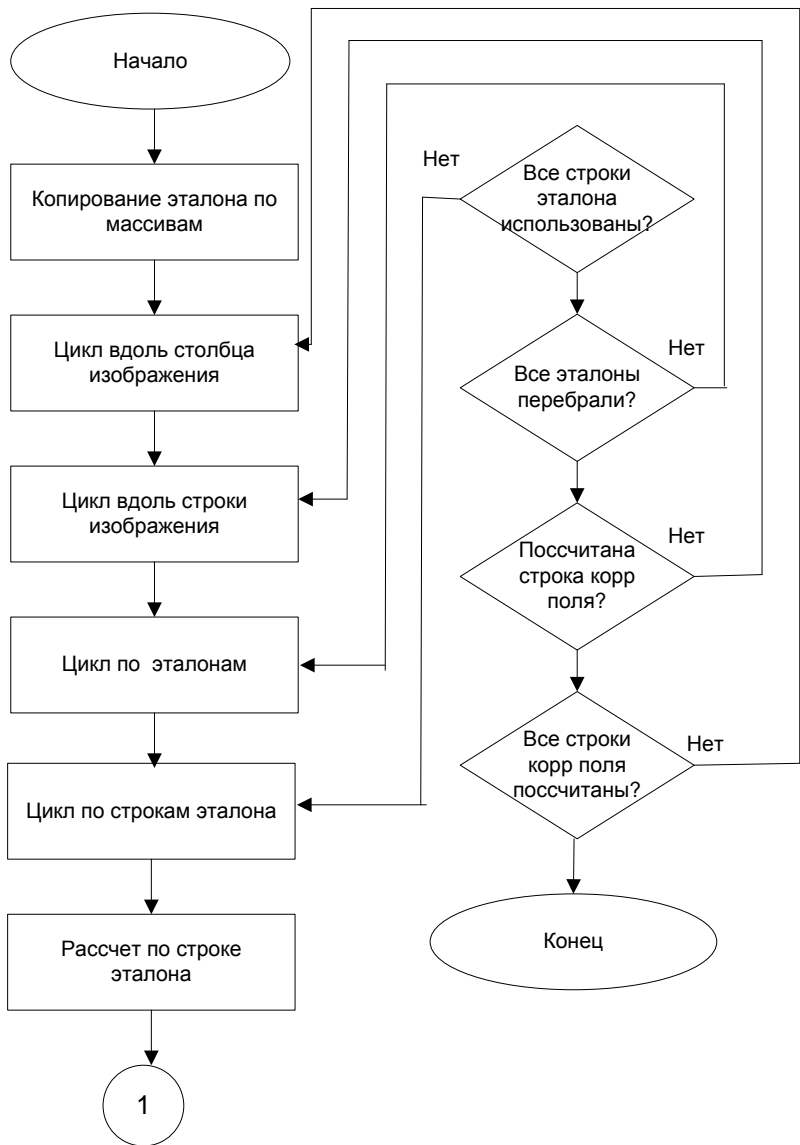 Начало
Копирование эталона по
массивам
Цикл вдоль столбца
изображения
Цикл вдоль строки
изображения
Цикл по эталонам
Цикл по строкам эталона
Рассчет по строке
эталона
1
Нет
Все строки
эталона
использованы?
Нет
Все эталоны
перебрали?
Нет
Поссчитана
строка корр
поля?
Нет
Все строки
корр поля
поссчитаны?
Конец